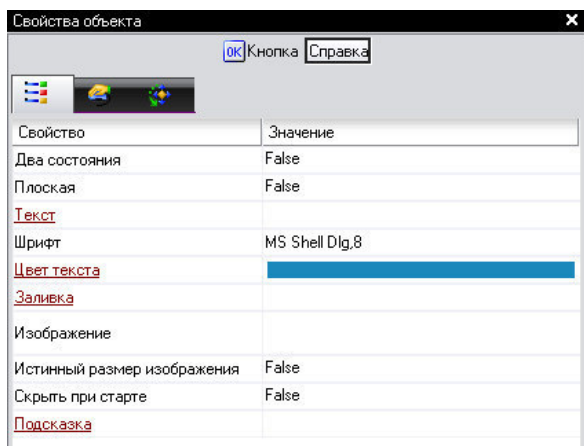 Свойства объекта
OK Кнопка Справка
Свойство Значение
Два состояния False
Плоская False
Текст
Шрифт MS Shell Dlg,8
Цвет текста
Заливка
Изображение
Истинный размер изображения False
Скрыть при старте False
Подсказка